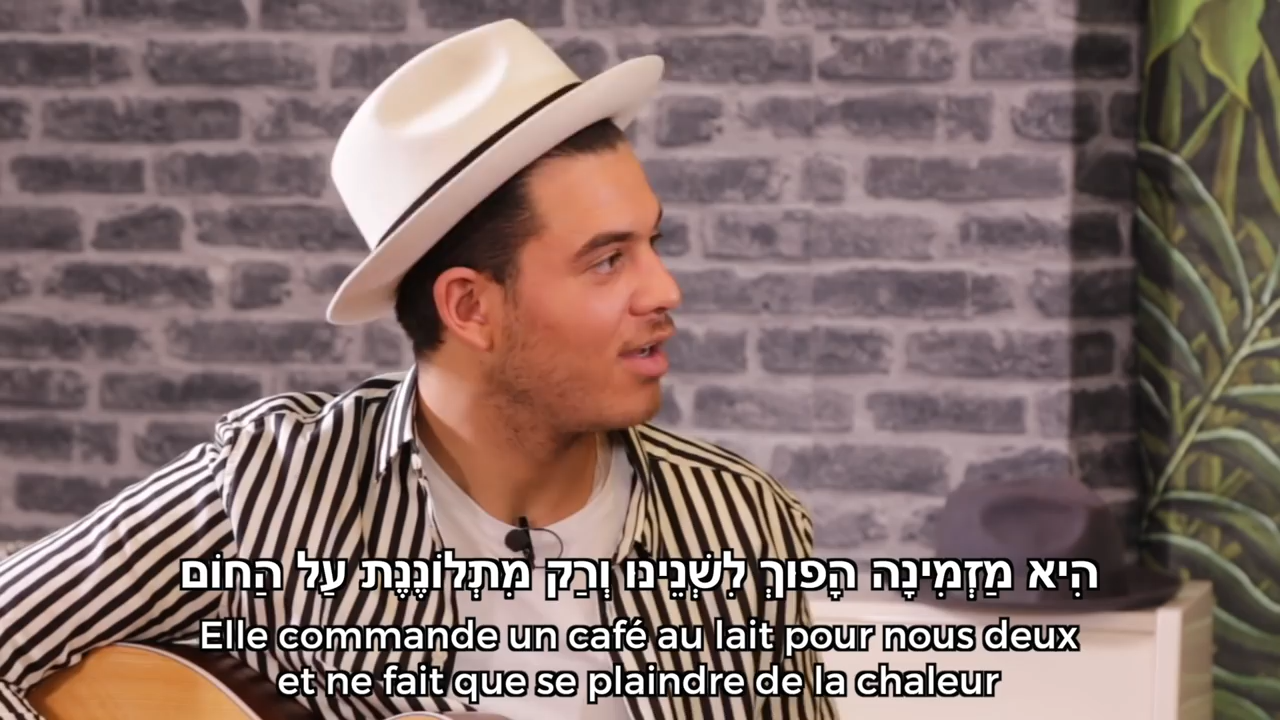 הִיא מַזְמִינָה הָפוּךְ לִשְׁנֵינוּ וְרַק מִתְלוֹנֶנֶת עַל הַחוֹם
Elle commande un café au lait pour nous deux
et ne fait que se plaindre de la chaleur